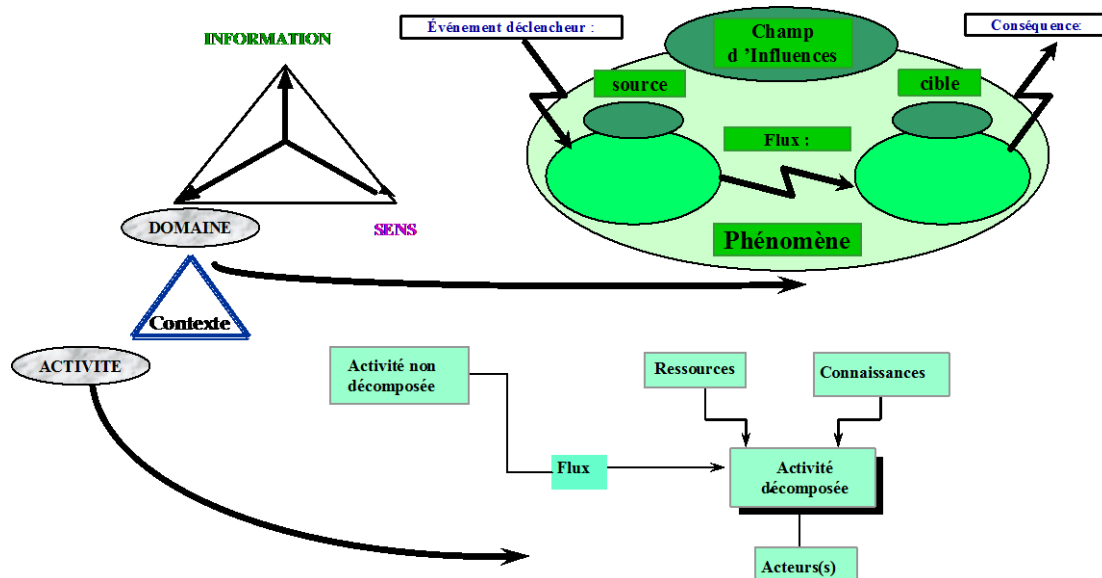 INFORMATION
Événement déclencheur :
Champ
d ’Influences
Conséquence:
source
cible
Flux :
DOMAINE
SENS
Phénomène
Contexte
ACTIVITE
Activité non
décomposée
Ressources
Connaissances
Flux
Activité
décomposée
Acteurs(s)